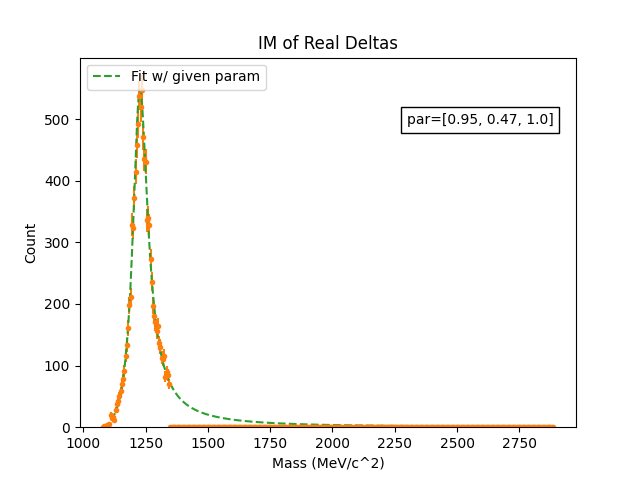 IM of Real Deltas
Fit w/ given param
par=[0.95, 0.47, 1.0]
Count
500
400
300
200
100
0
1000 1250 1500 1750 2000 2250 2500 2750
Mass (MeV/c^2)